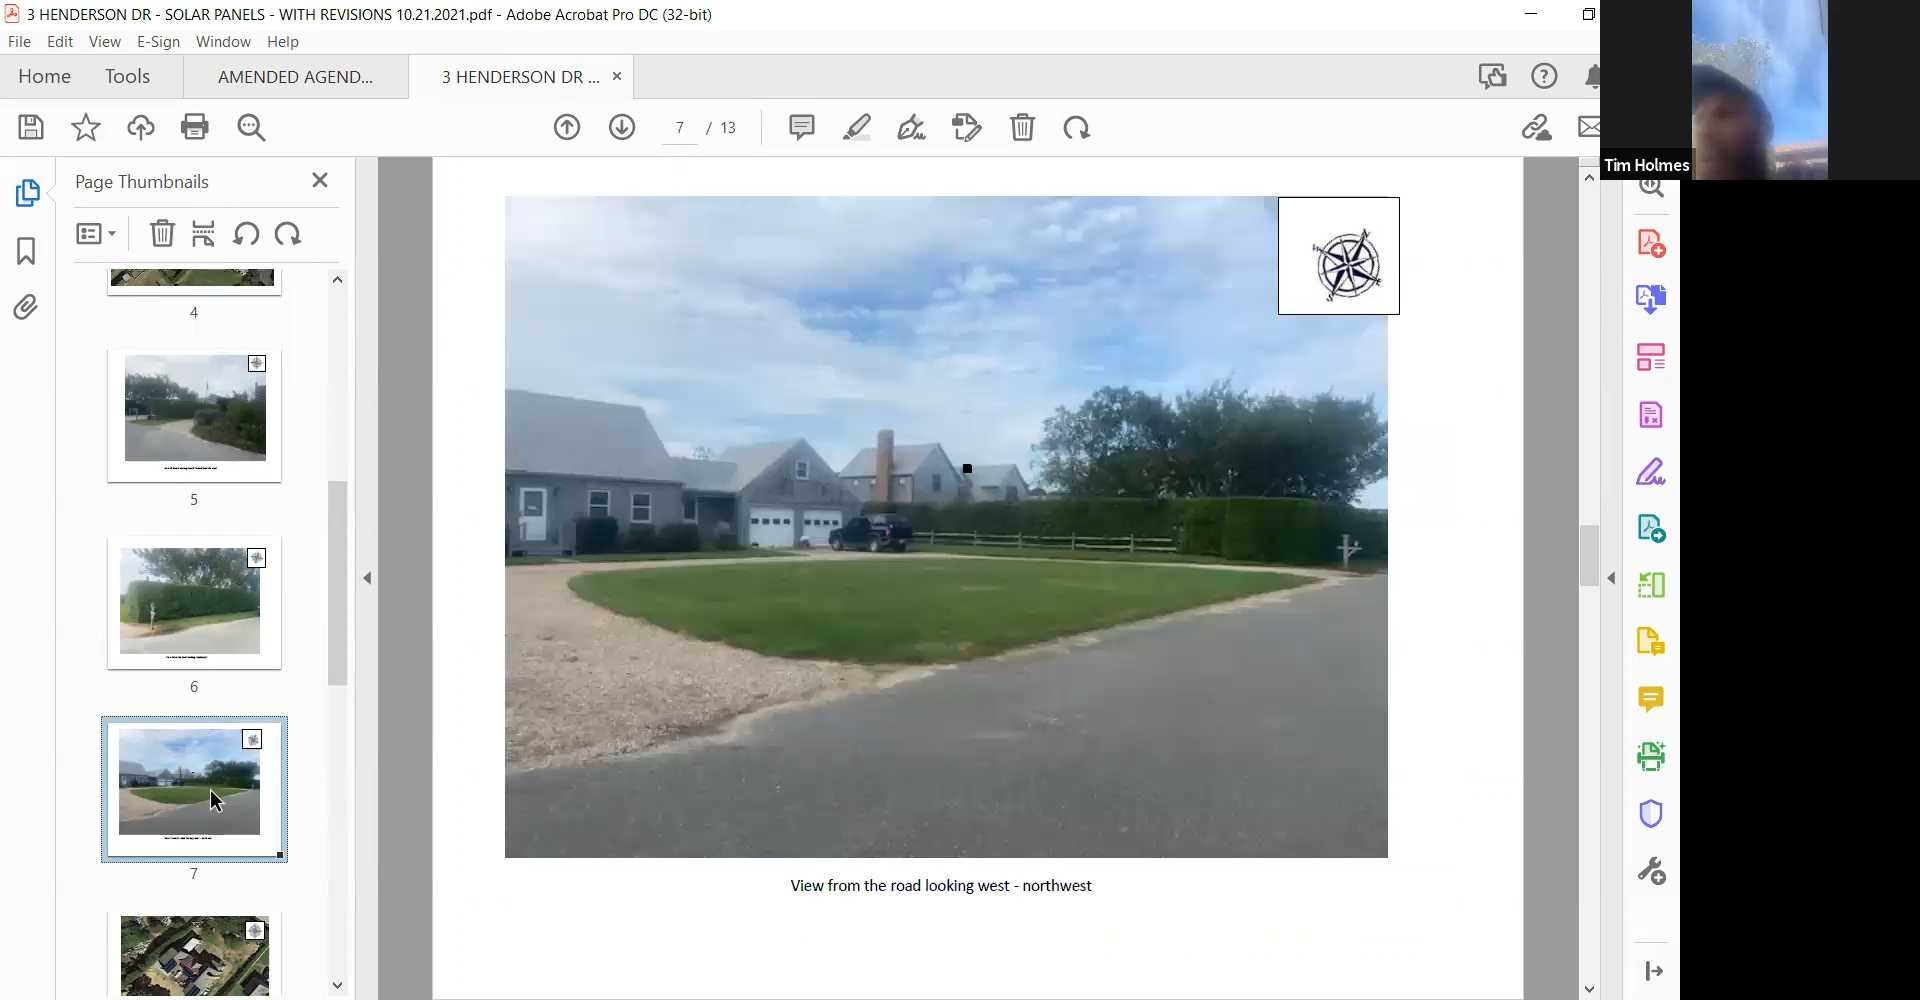 3 HENDERSON DR - SOLAR PANELS - WITH REVISIONS 10.21.2021.pdf - Adobe Acrobat Pro DC (32-bit)
File Edit View E-Sign Window Help
Home Tools AMENDED AGEND... 3 HENDERSON DR ... ×
7 / 13
Tim Holmes
Page Thumbnails
4
5
6
7
View from the road looking west - northwest